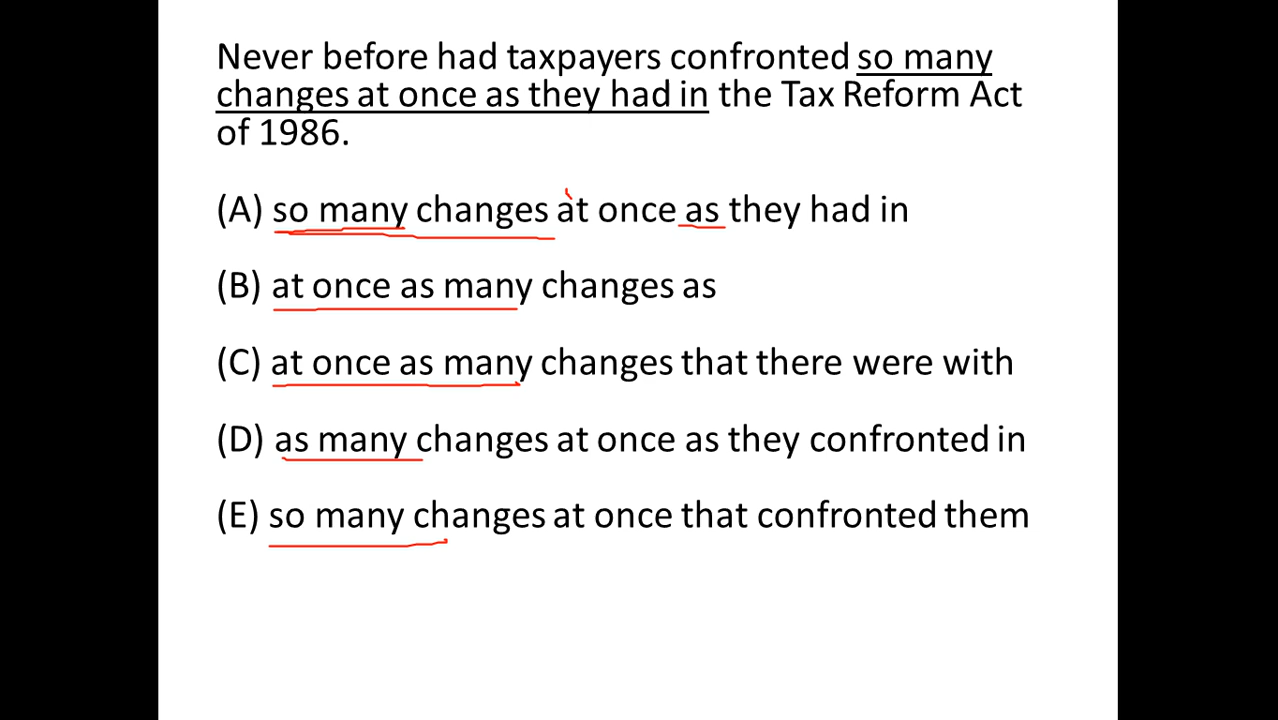 Never before had taxpayers confronted so many
changes at once as they had in the Tax Reform Act
of 1986.
(A) so many changes at once as they had in
(B) at once as many changes as
(C) at once as many changes that there were with
(D) as many changes at once as they confronted in
(E) so many changes at once that confronted them